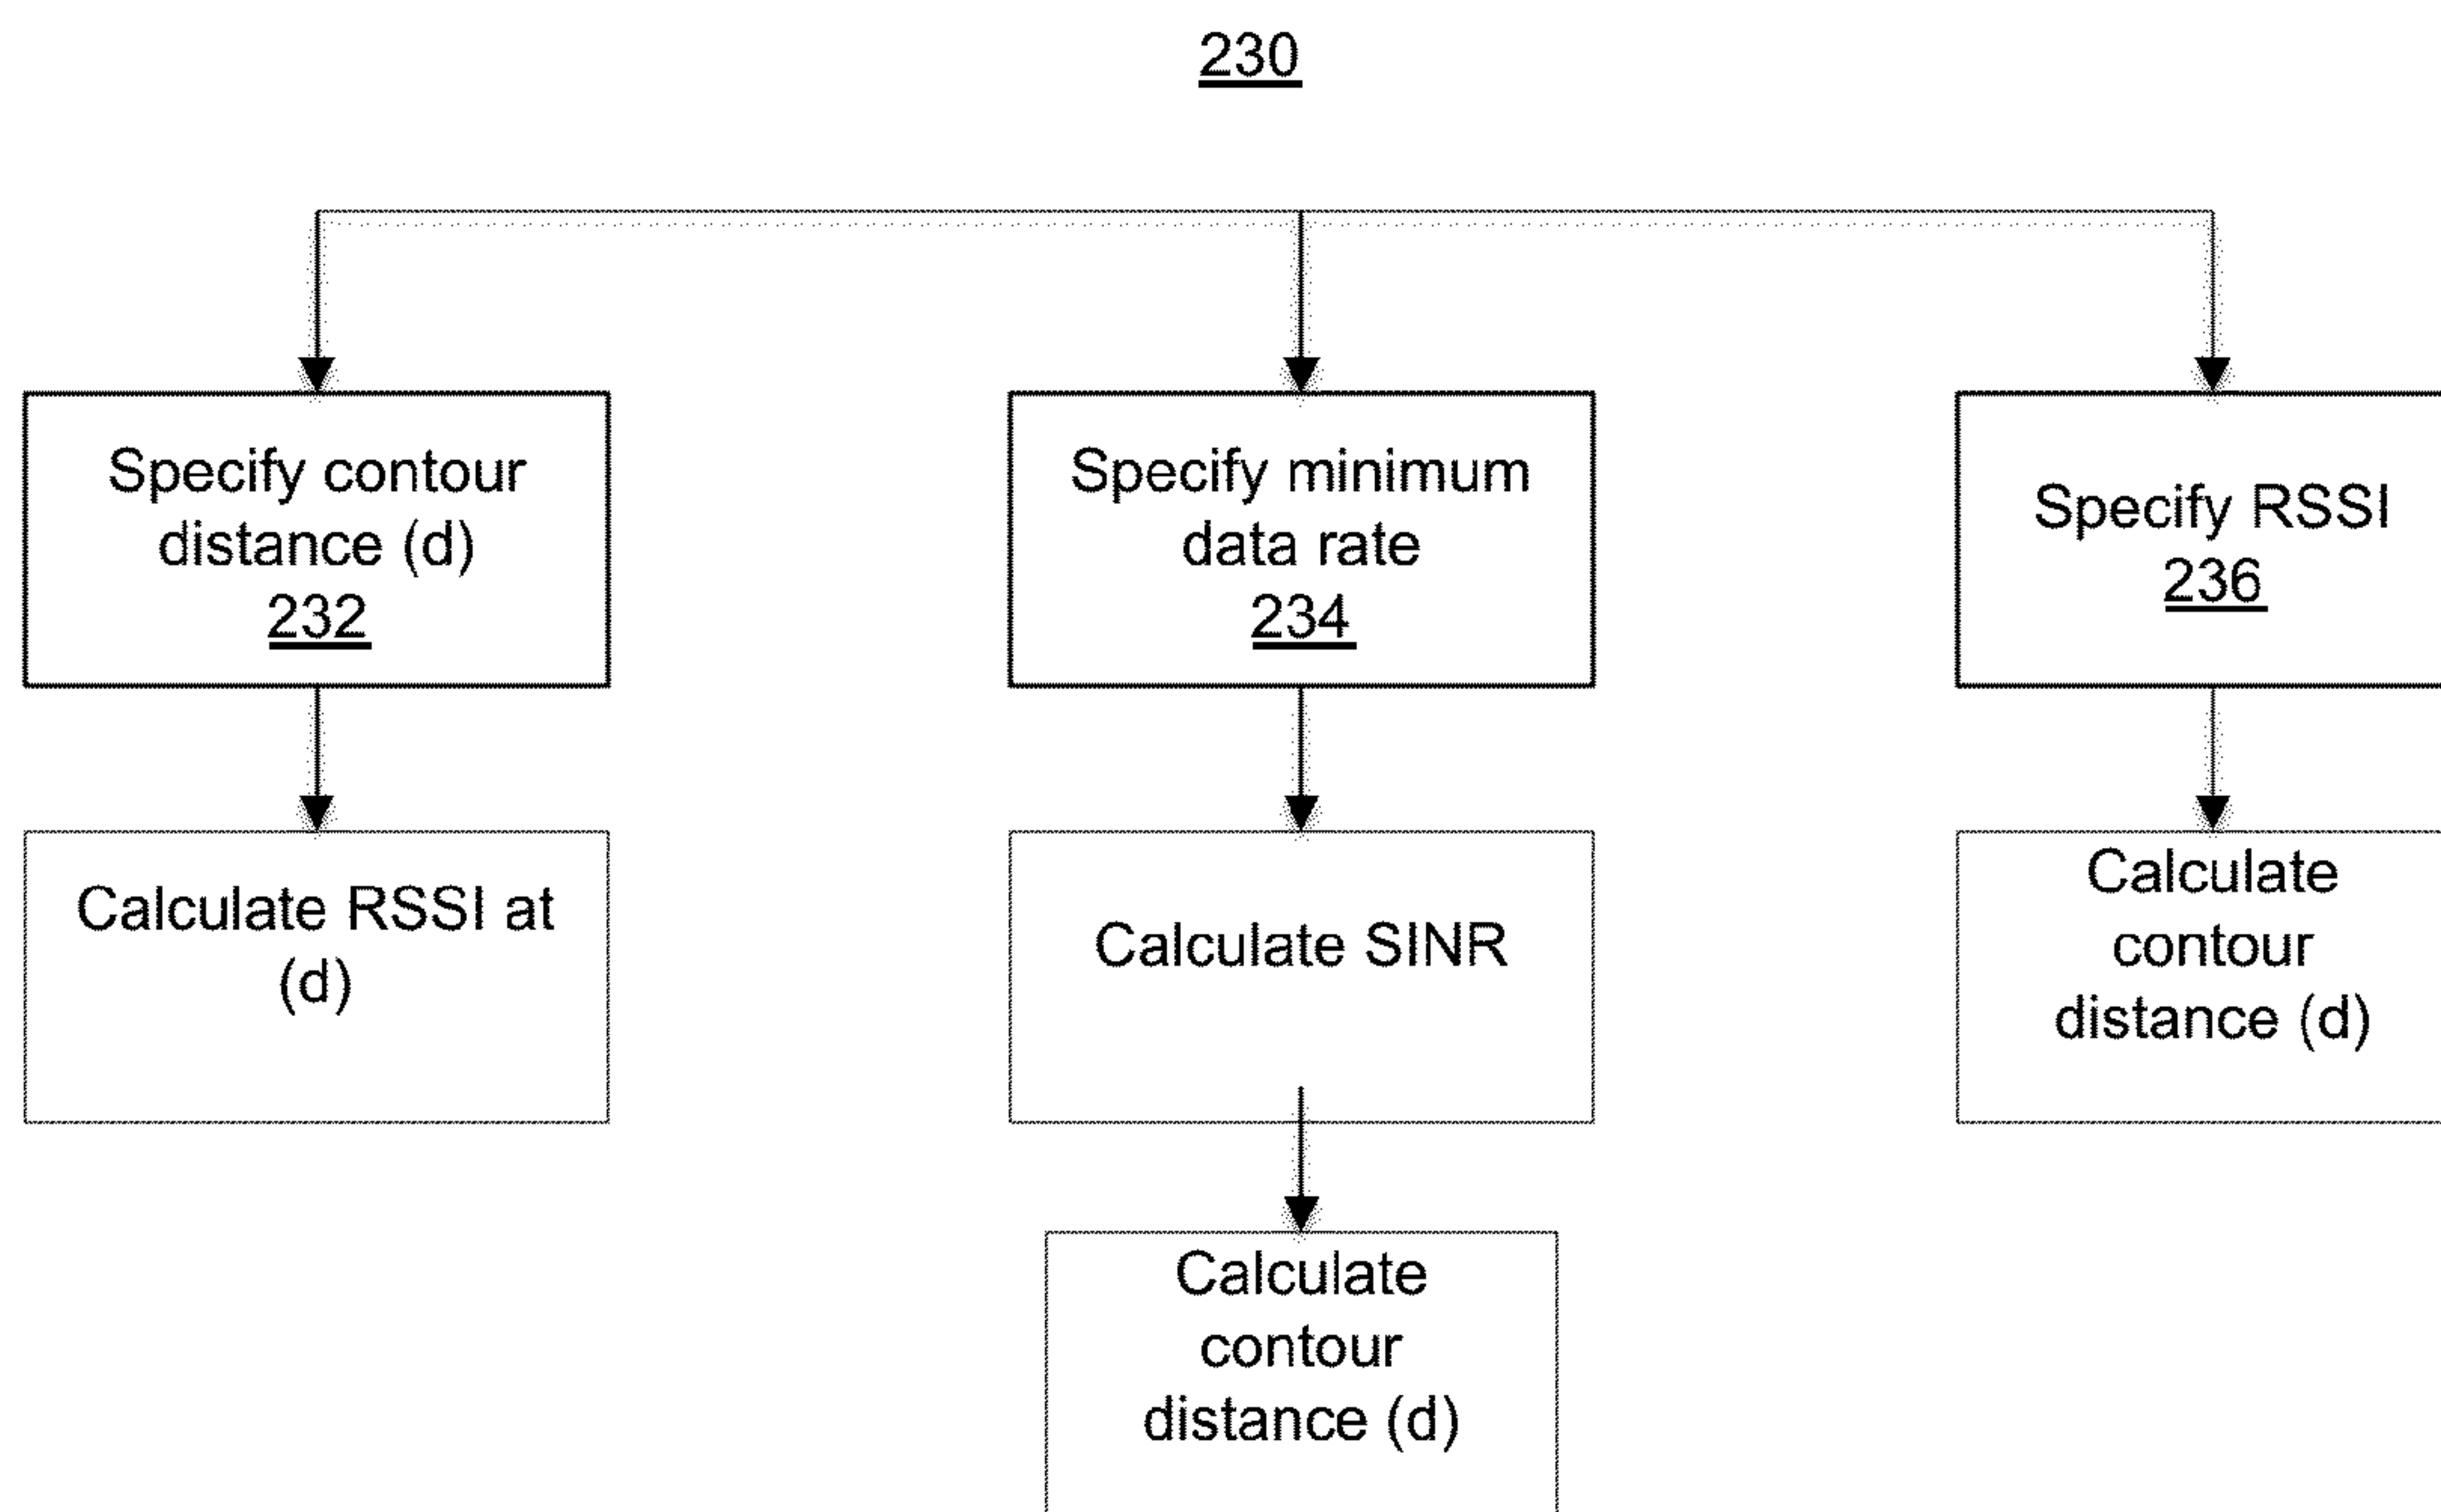 230
Specify contour
distance (d)
232
Specify minimum
data rate
234
Specify RSSI
236
Calculate RSSI at
(d)
Calculate SINR
Calculate
contour
distance (d)
Calculate
contour
distance (d)